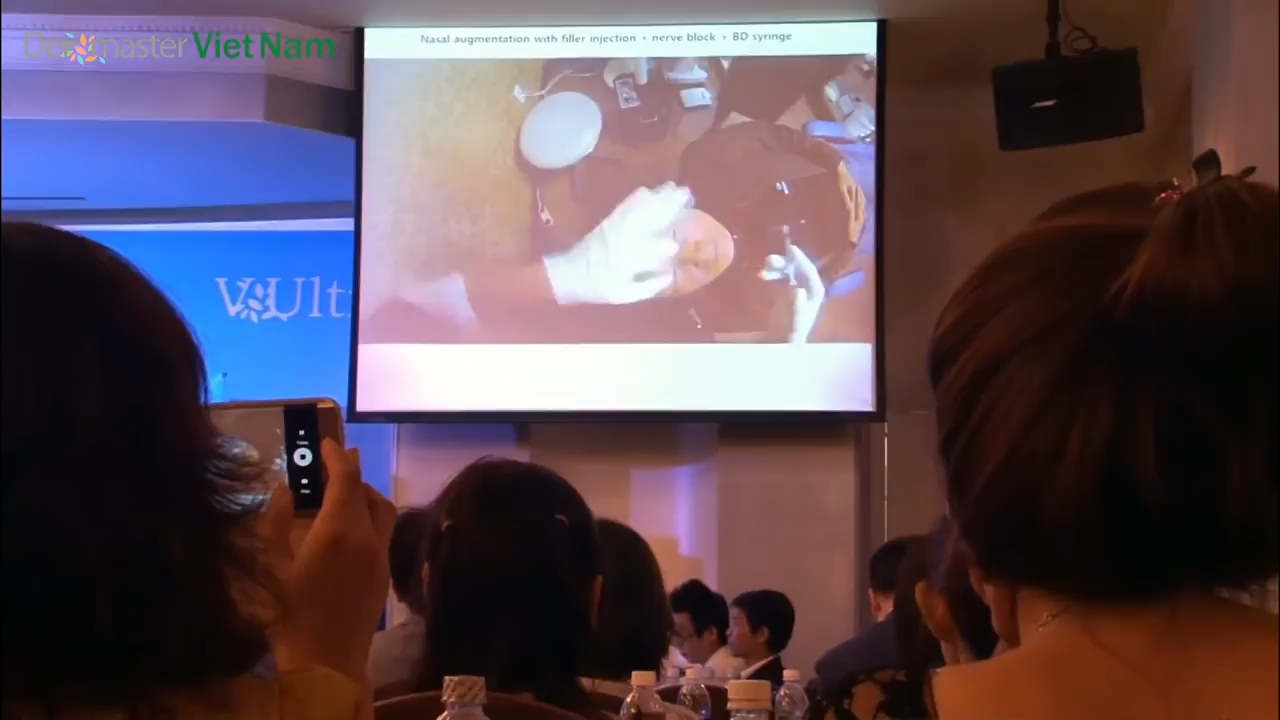 Dermaster Viet Nam
Nasal augmentation with filler injection + nerve block + BD syringe
Ult